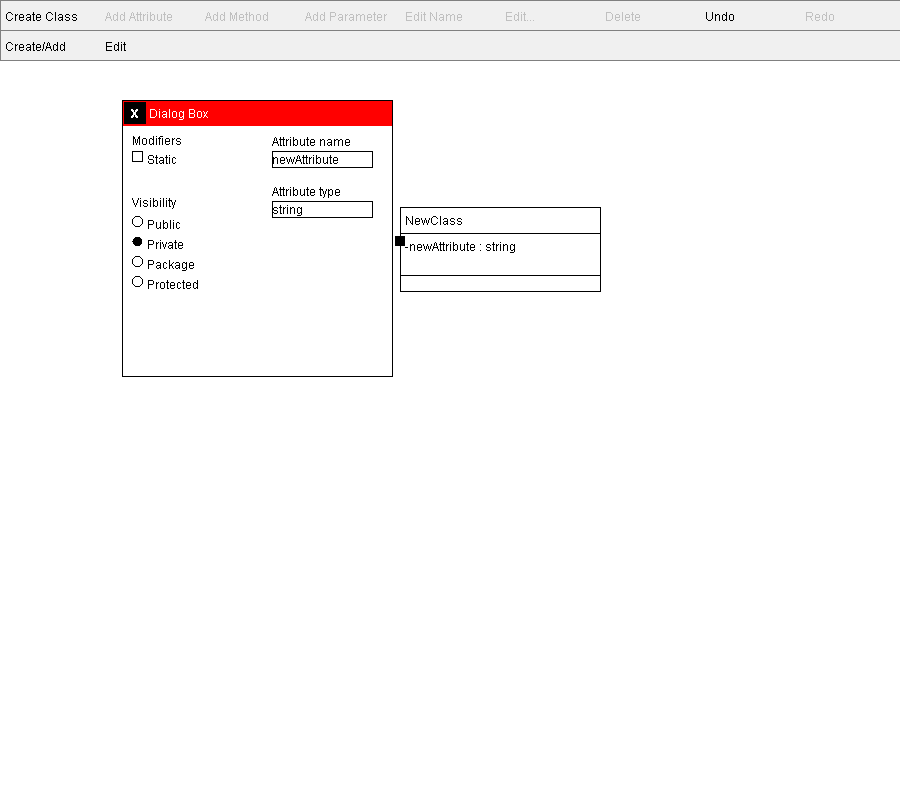 Create Class Add Attribute Add Method Add Parameter Edit Name Edit... Delete Undo Redo
Create/Add Edit
X Dialog Box
Modifiers
Static
Visibility
Public
Private
Package
Protected
Attribute name
newAttribute
Attribute type
string
NewClass
-newAttribute : string